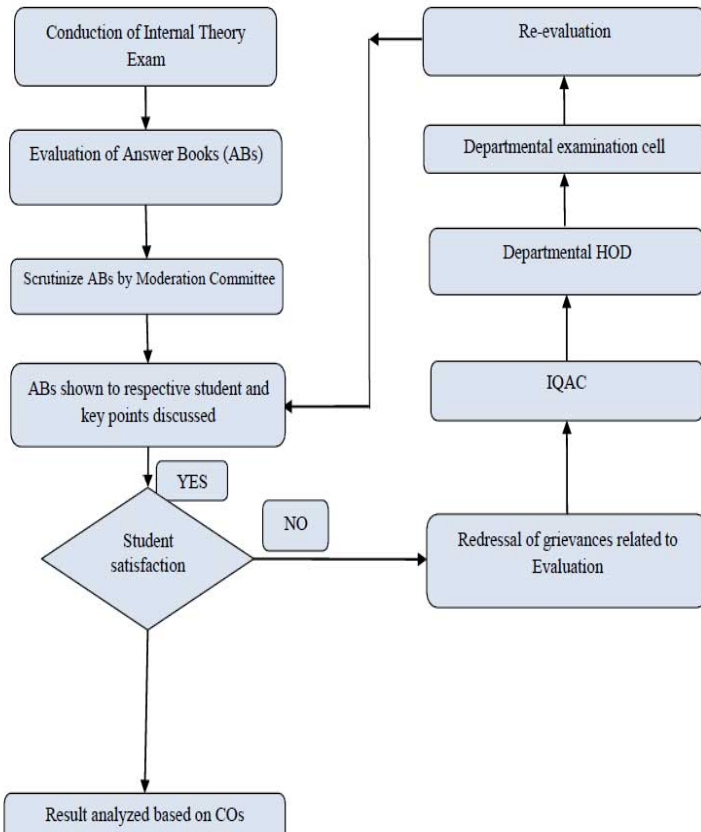 Conduction of Internal Theory
Exam
Evaluation of Answer Books (ABs)
Scrutinize ABs by Moderation Committee
ABs shown to respective student and
key points discussed
YES
Student
satisfaction
NO
Result analyzed based on COs
Re-evaluation
Departmental examination cell
Departmental HOD
IQAC
Redressal of grievances related to
Evaluation